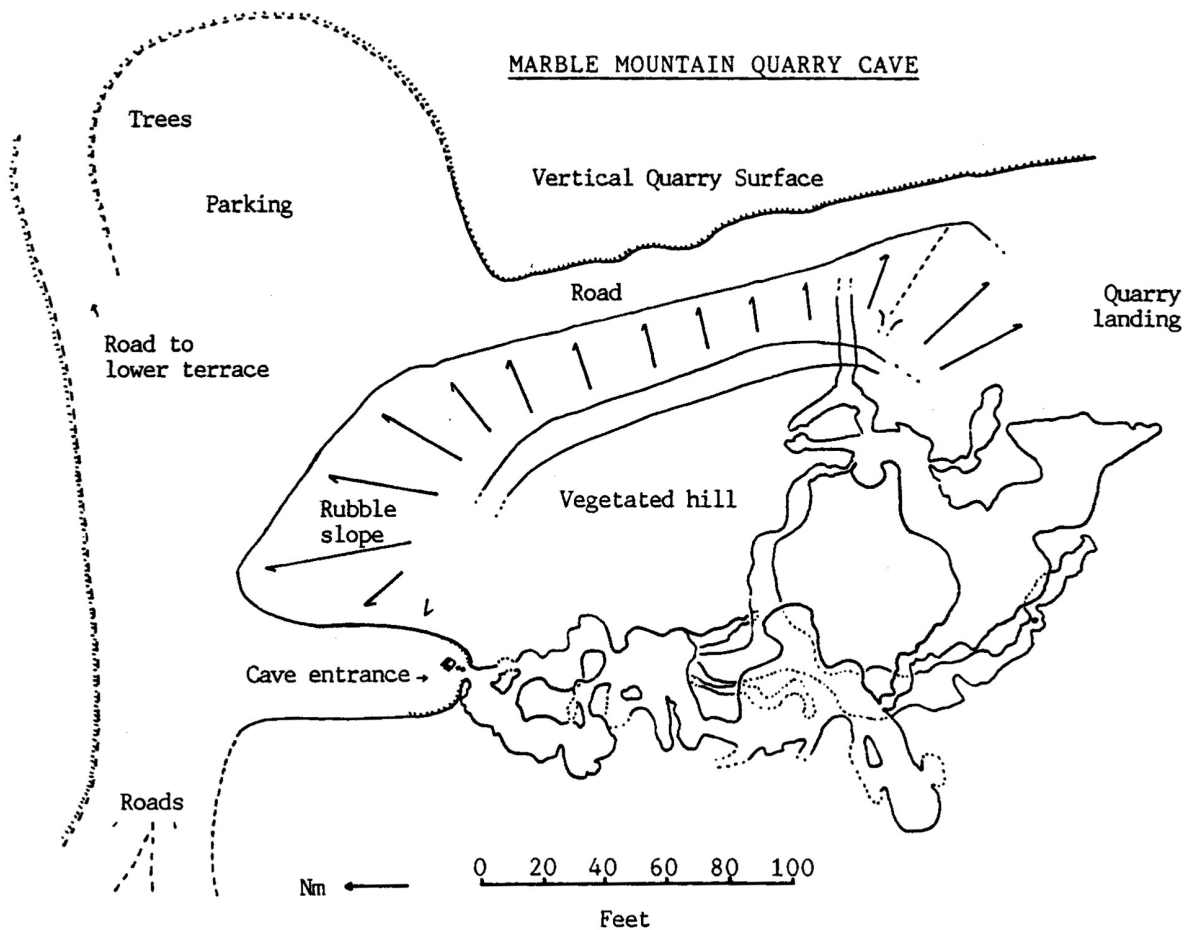 MARBLE MOUNTAIN QUARRY CAVE
Trees
Vertical Quarry Surface
Parking
Road
Quarry
landing
Road to
lower terrace
Vegetated hill
Rubble
slope
Cave entrance
Roads
0 20 40 60 80 100
Nm
Feet